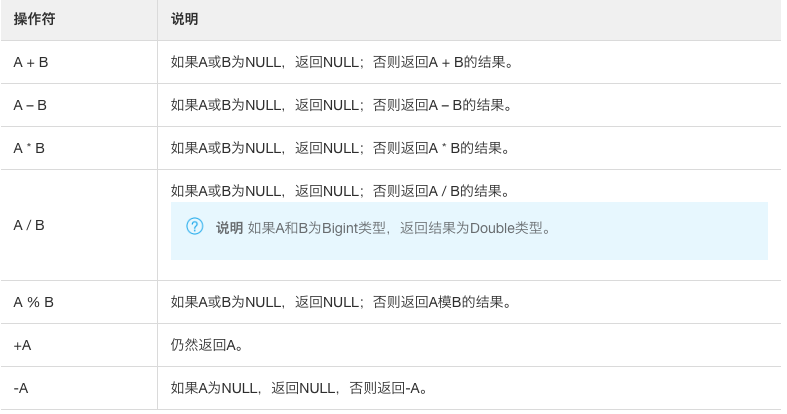 操作符 说明
A + B 如果A或B为NULL，返回NULL；否则返回A + B的结果。
A – B 如果A或B为NULL，返回NULL；否则返回A – B的结果。
A * B 如果A或B为NULL，返回NULL；否则返回A * B的结果。
如果A或B为NULL，返回NULL；否则返回A / B的结果。
A / B
说明 如果A和B为Bigint类型，返回结果为Double类型。
A % B 如果A或B为NULL，返回NULL；否则返回A模B的结果。
+A 仍然返回A。
-A 如果A为NULL，返回NULL，否则返回-A。